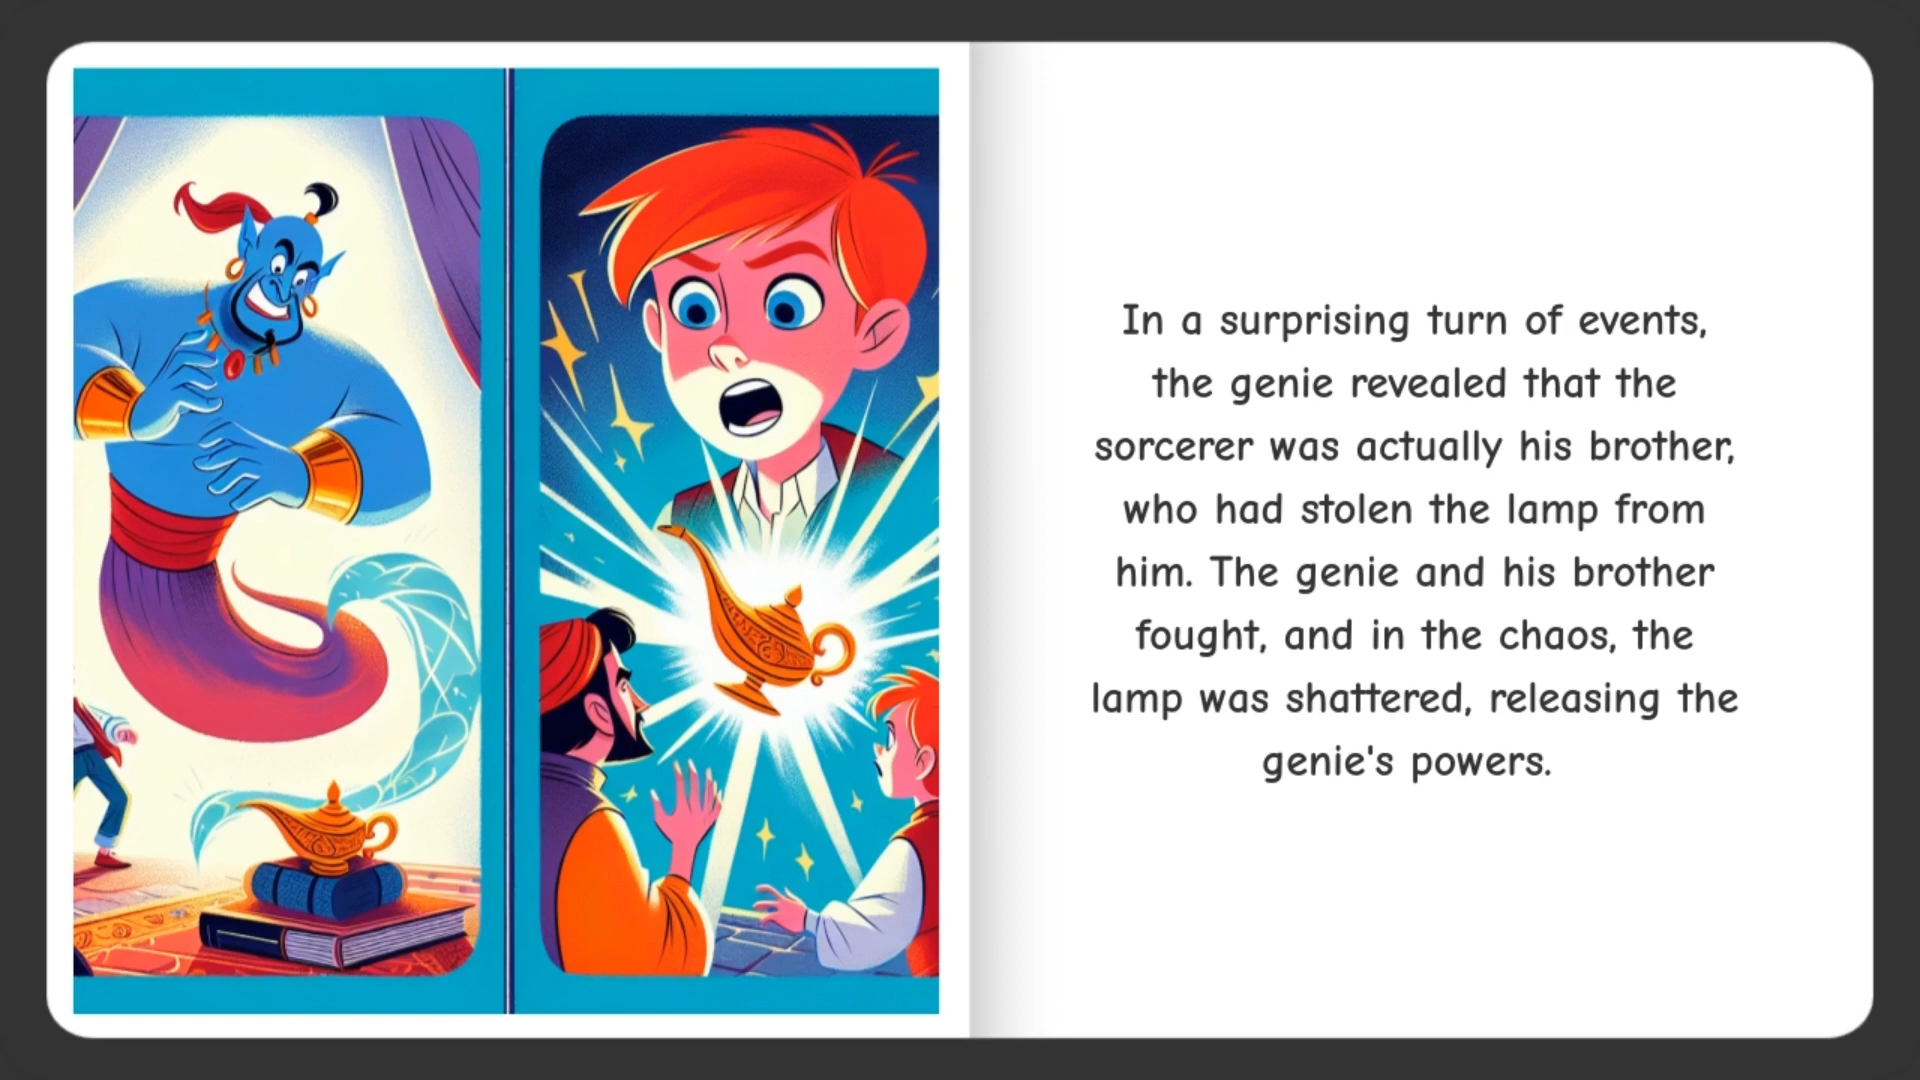 In a surprising turn of events,
the genie revealed that the
sorcerer was actually his brother,
who had stolen the lamp from
him. The genie and his brother
fought, and in the chaos, the
lamp was shattered, releasing the
genie's powers.